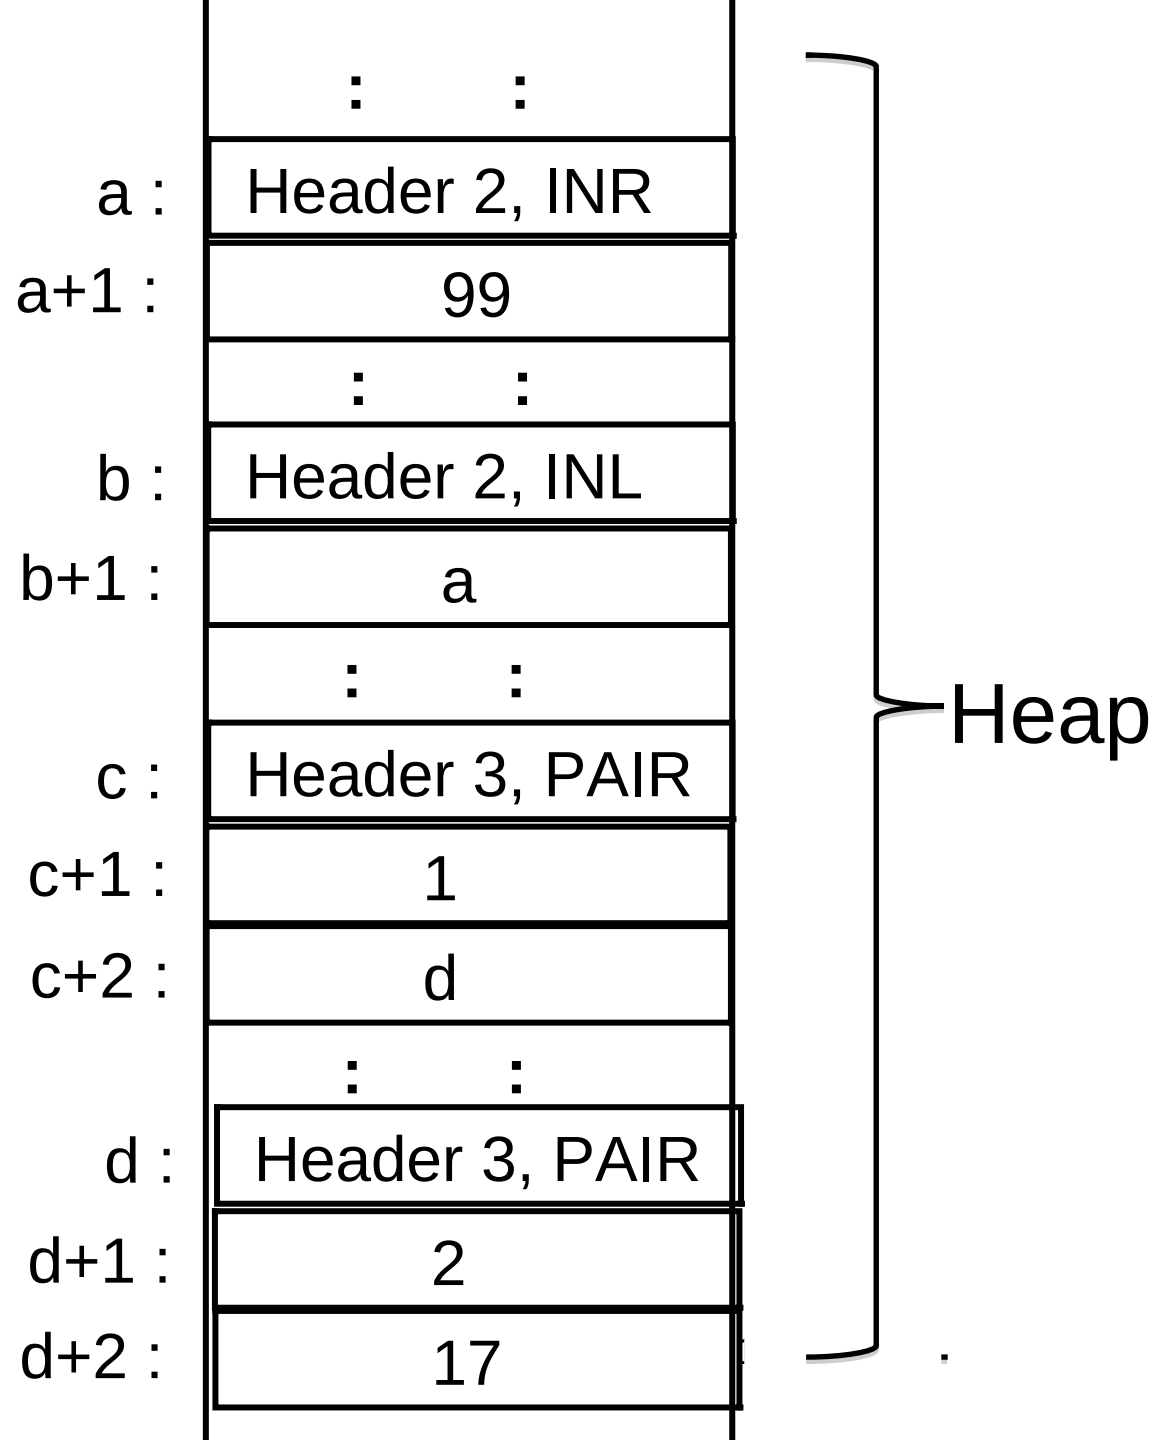 : :
a : Header 2, INR
a+1 : 99
: :
b : Header 2, INL
b+1 : a
: :
Heap
c : Header 3, PAIR
c+1 : 1
c+2 : d
: :
d : Header 3, PAIR
d+1 : 2
d+2 : 17
.